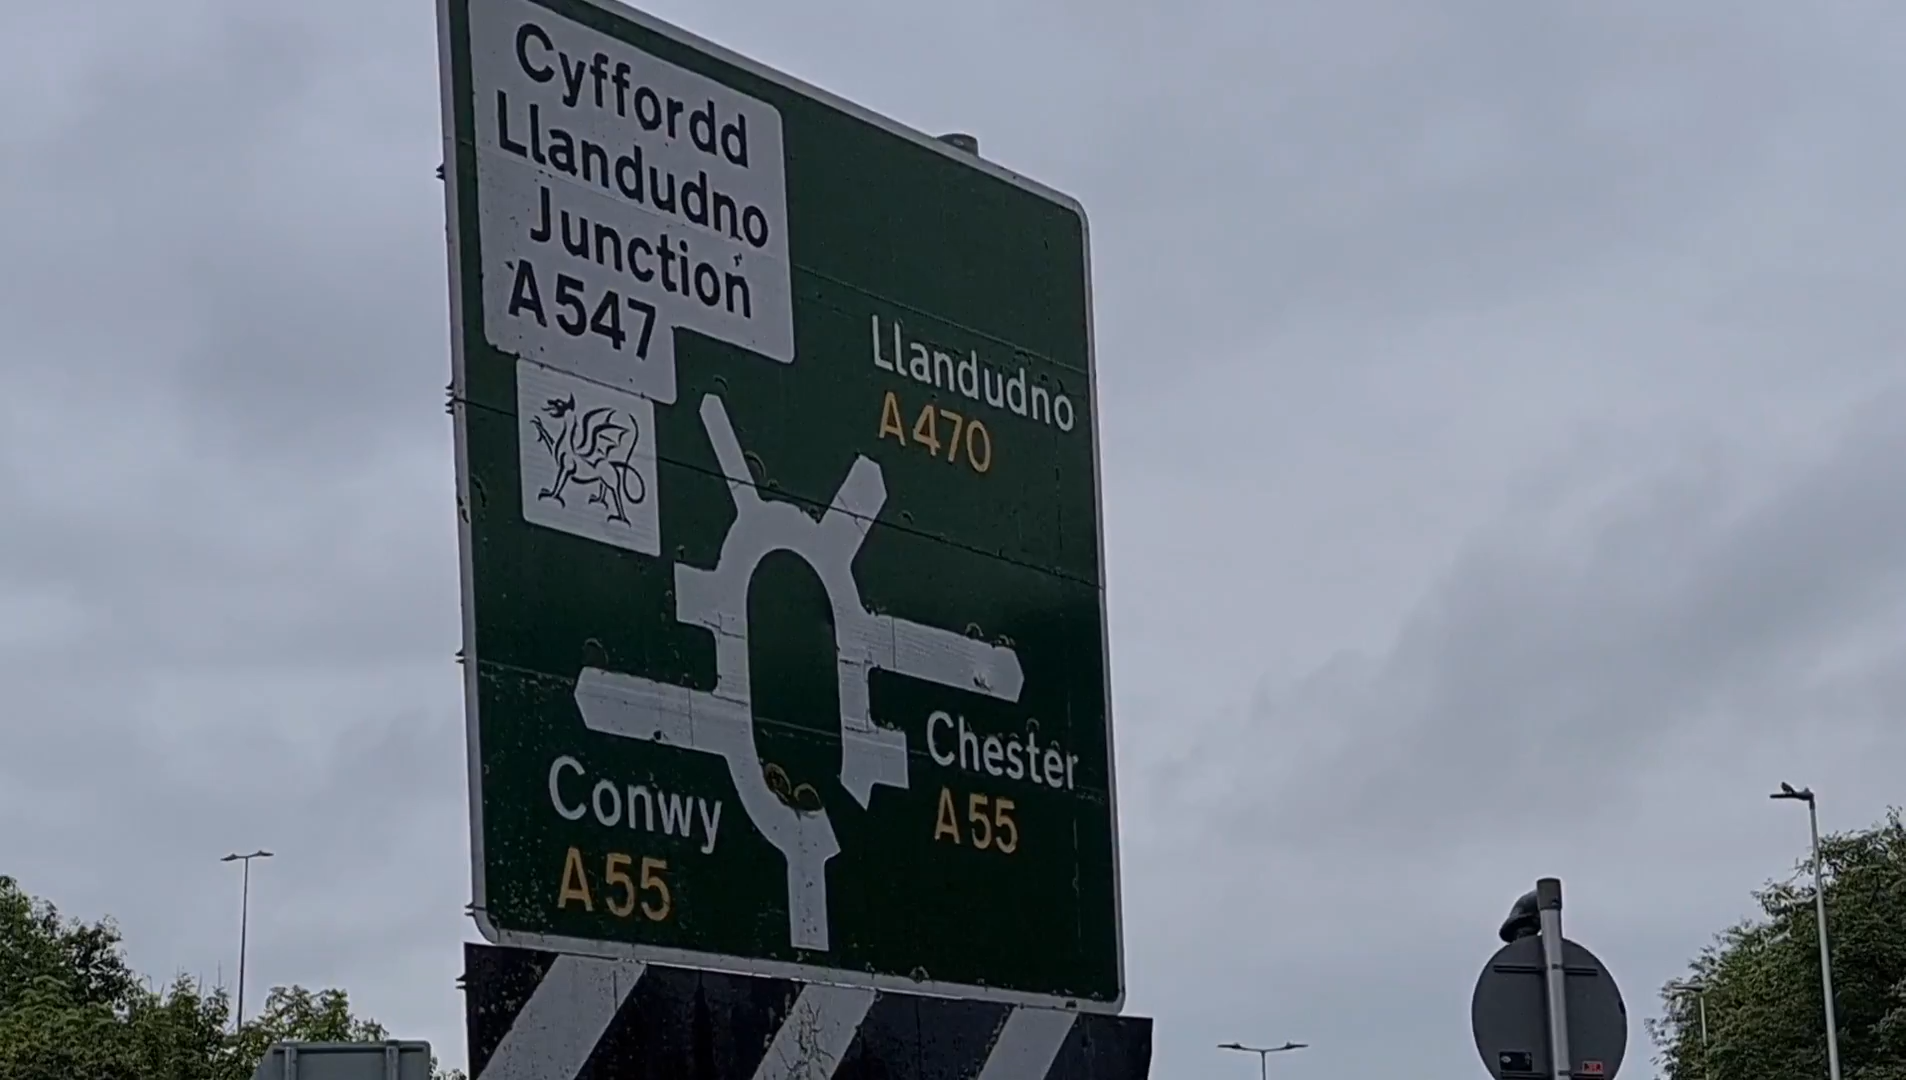 Cyffordd
Llandudno
Junction
A547
Llandudno
A470
Chester
A55
Conwy
A55